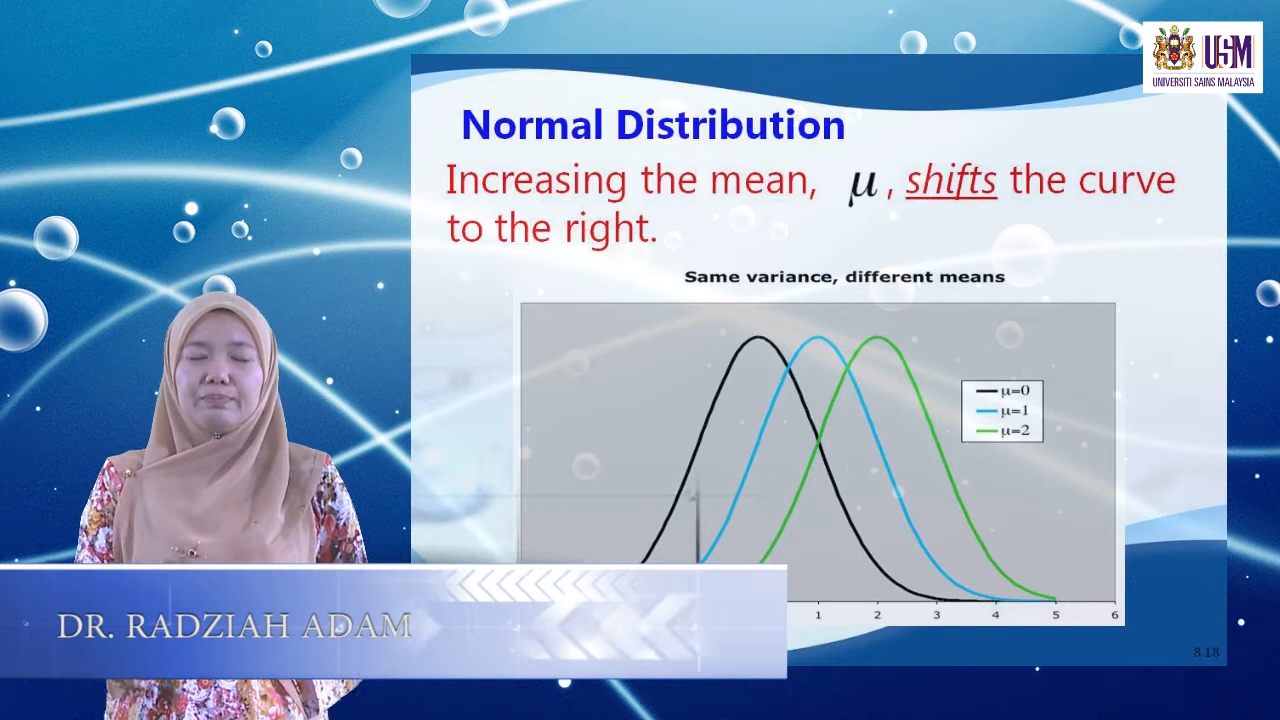 USM
UNIVERSITI SAINS MALAYSIA
Normal Distribution
Increasing the mean, μ, shifts the curve
to the right.
Same variance, different means
μ=0
μ=1
μ=2
1 2 3 4 5 6
8.18
DR. RADZIAH ADAM